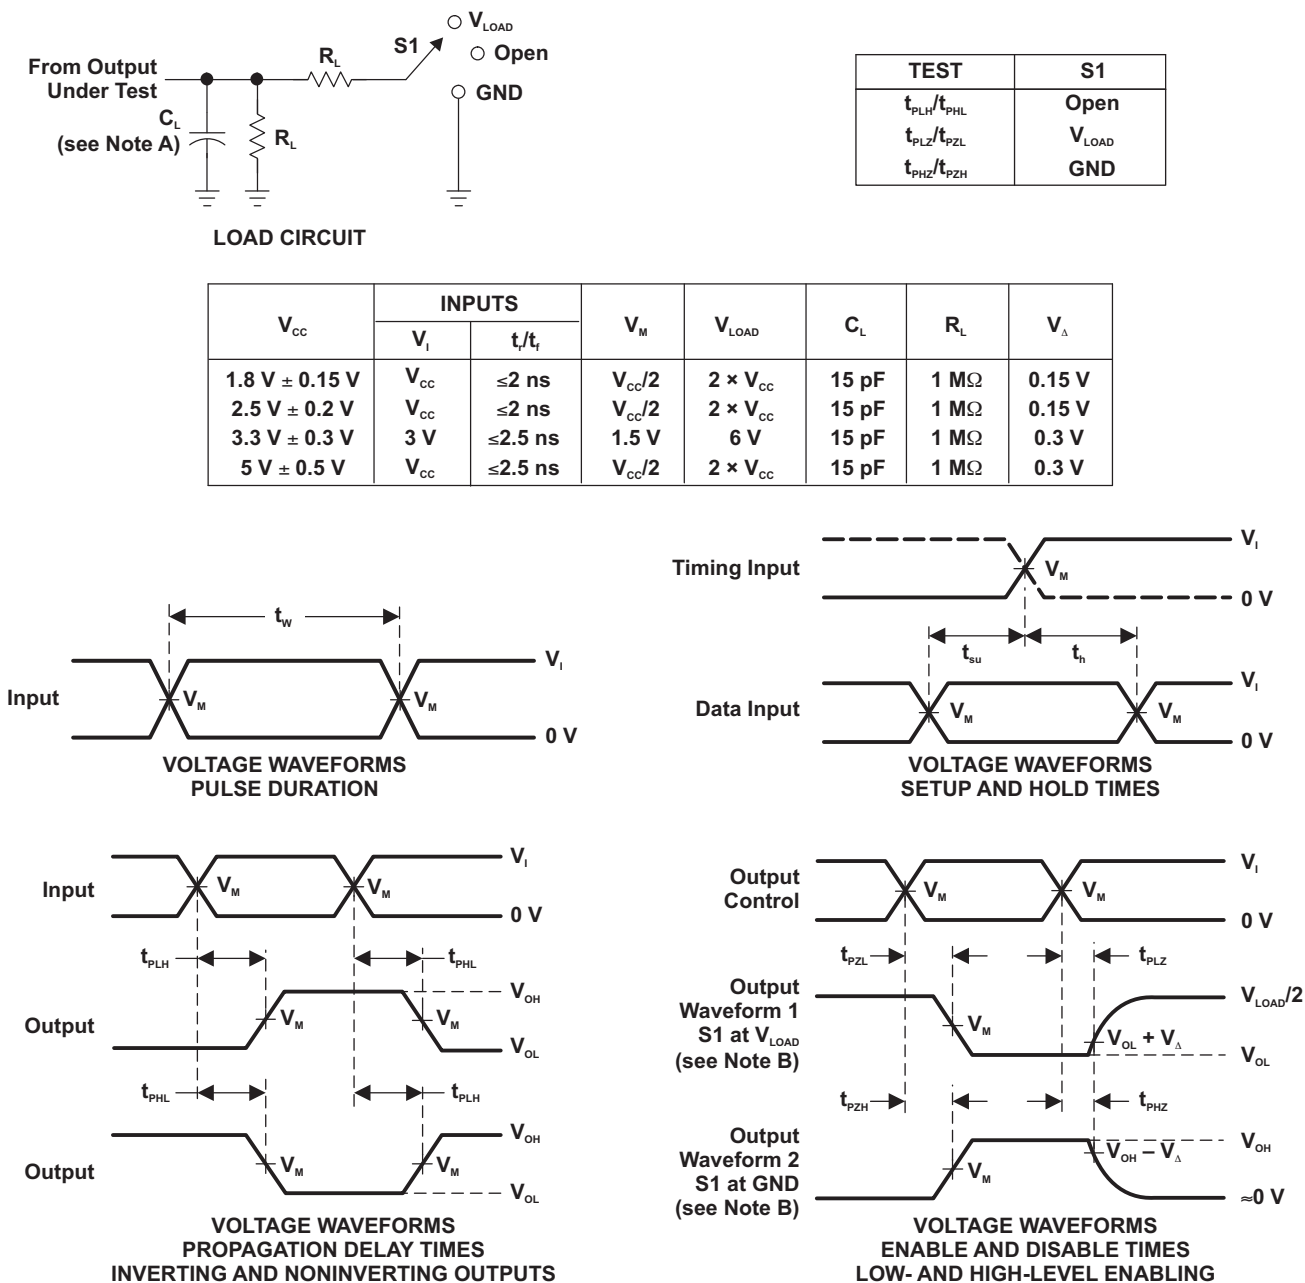 V_LOAD
S1
Open
R_L
From Output
Under Test
GND
C_L
(see Note A)
R_L
LOAD CIRCUIT
TEST S1
t_PLH/t_PHL Open
t_PLZ/t_PZL V_LOAD
t_PHZ/t_PZH GND
V_CC INPUTS V_M V_LOAD C_L R_L V_Δ
V_I t_r/t_f
1.8 V ± 0.15 V V_CC ≤2 ns V_CC/2 2 × V_CC 15 pF 1 MΩ 0.15 V
2.5 V ± 0.2 V V_CC ≤2 ns V_CC/2 2 × V_CC 15 pF 1 MΩ 0.15 V
3.3 V ± 0.3 V 3 V ≤2.5 ns 1.5 V 6 V 15 pF 1 MΩ 0.3 V
5 V ± 0.5 V V_CC ≤2.5 ns V_CC/2 2 × V_CC 15 pF 1 MΩ 0.3 V
t_W
V_I
Input
V_M V_M
0 V
VOLTAGE WAVEFORMS
PULSE DURATION
V_I
Timing Input
V_M
0 V
t_su t_h
V_I
Data Input
V_M V_M
0 V
VOLTAGE WAVEFORMS
SETUP AND HOLD TIMES
V_I
Input
V_M V_M
0 V
t_PLH t_PHL
V_OH
Output
V_M V_M
V_OL
t_PHL t_PLH
V_OH
Output
V_M V_M
V_OL
VOLTAGE WAVEFORMS
PROPAGATION DELAY TIMES
INVERTING AND NONINVERTING OUTPUTS
V_I
Output
Control
V_M V_M
0 V
t_PZL t_PLZ
Output
Waveform 1
S1 at V_LOAD
(see Note B)
V_LOAD/2
V_M
V_OL + V_Δ
V_OL
t_PZH t_PHZ
Output
Waveform 2
S1 at GND
(see Note B)
V_OH
V_OH − V_Δ
V_M
≈0 V
VOLTAGE WAVEFORMS
ENABLE AND DISABLE TIMES
LOW- AND HIGH-LEVEL ENABLING